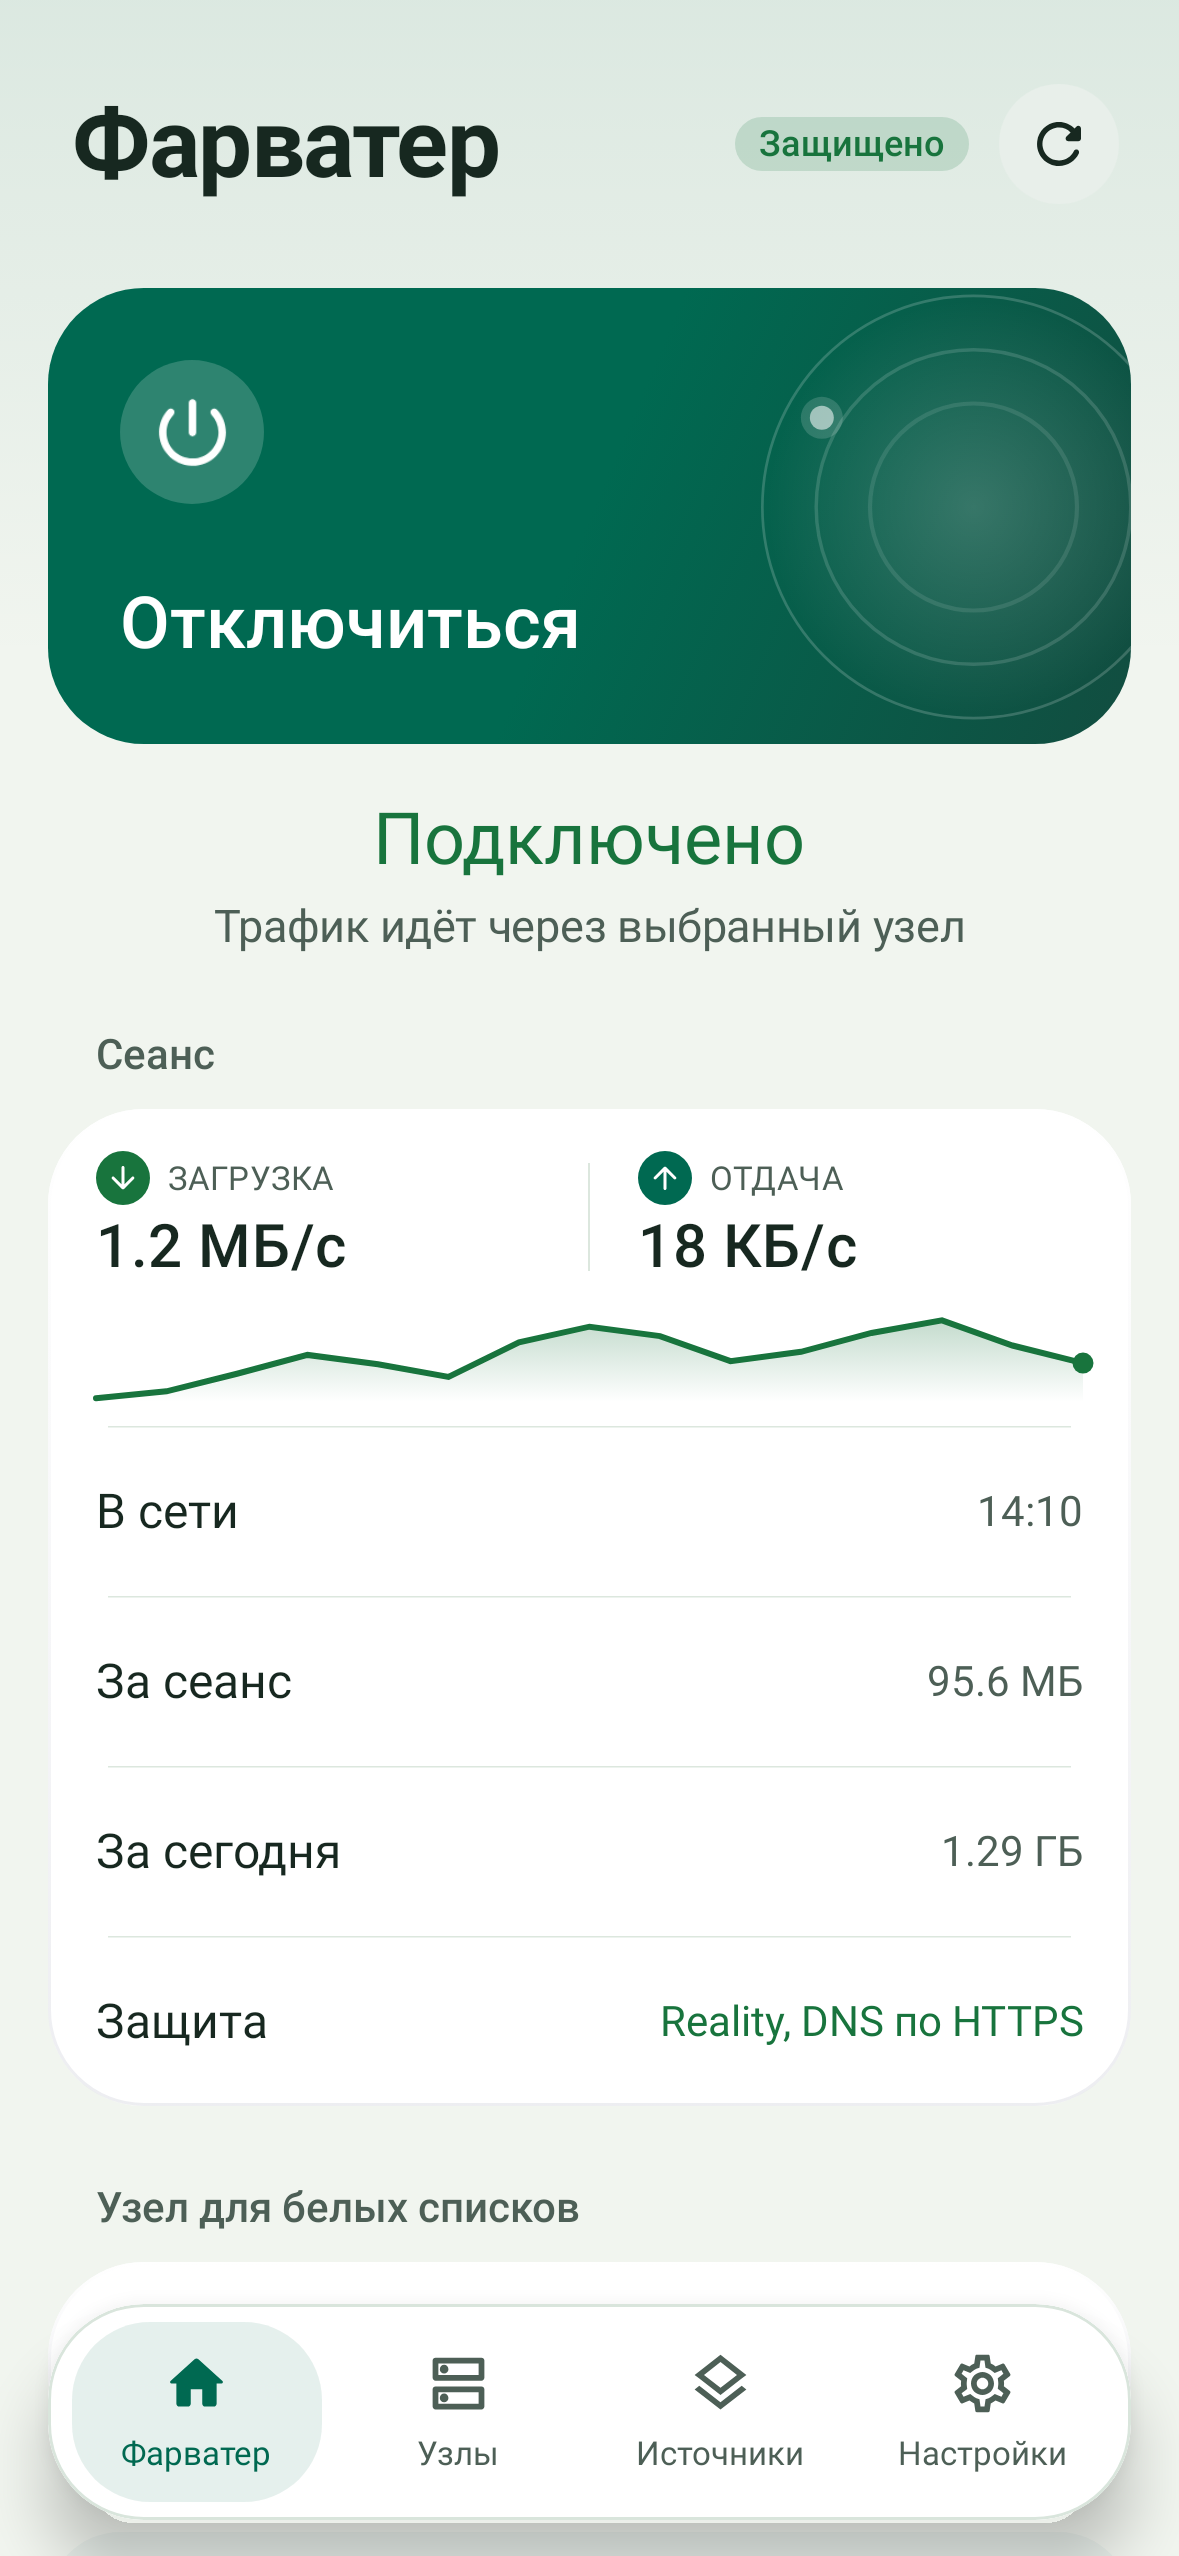 Фарватер
Защищено
Отключиться
Подключено
Трафик идёт через выбранный узел
Сеанс
ЗАГРУЗКА
ОТДАЧА
1.2 МБ/с
18 КБ/с
В сети
14:10
За сеанс
95.6 МБ
За сегодня
1.29 ГБ
Защита
Reality, DNS по HTTPS
Узел для белых списков
Фарватер
Узлы
Источники
Настройки